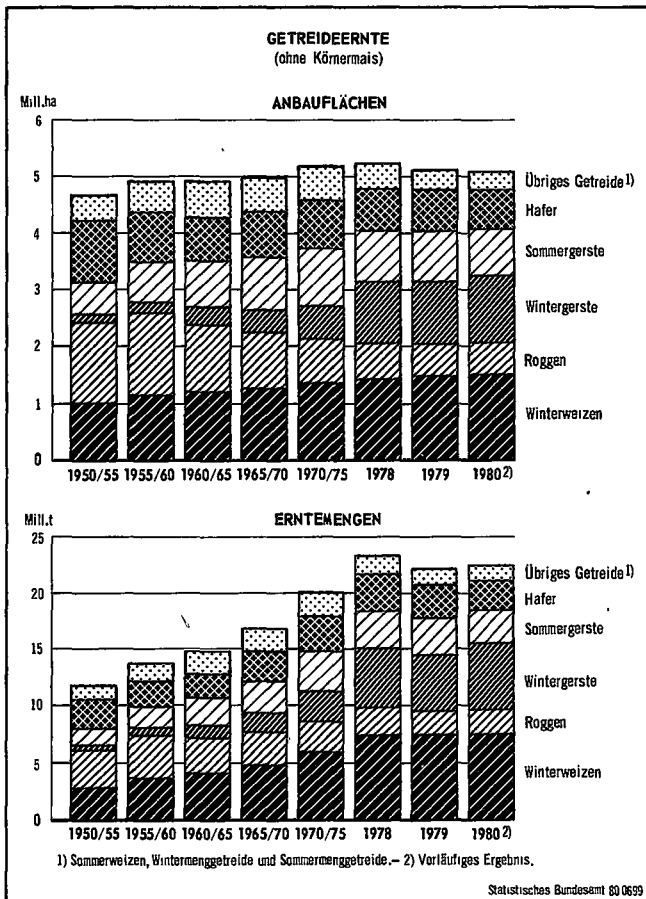 GETREIDEERNTE
(ohne Körnermais)
ANBAUFLÄCHEN
Mill.ha
6
5
4
3
2
1
0
Übriges Getreide 1)
Hafer
Sommergerste
Wintergerste
Roggen
Winterweizen
1950/55 1955/60 1960/65 1965/70 1970/75 1978 1979 1980 2)
ERNTEMENGEN
Mill.t
25
20
15
10
5
0
Übriges Getreide 1)
Hafer
Sommergerste
Wintergerste
Roggen
Winterweizen
1950/55 1955/60 1960/65 1965/70 1970/75 1978 1979 1980 2)
1) Sommerweizen, Wintermenggetreide und Sommermenggetreide.– 2) Vorläufiges Ergebnis.
Statistisches Bundesamt 80 0699